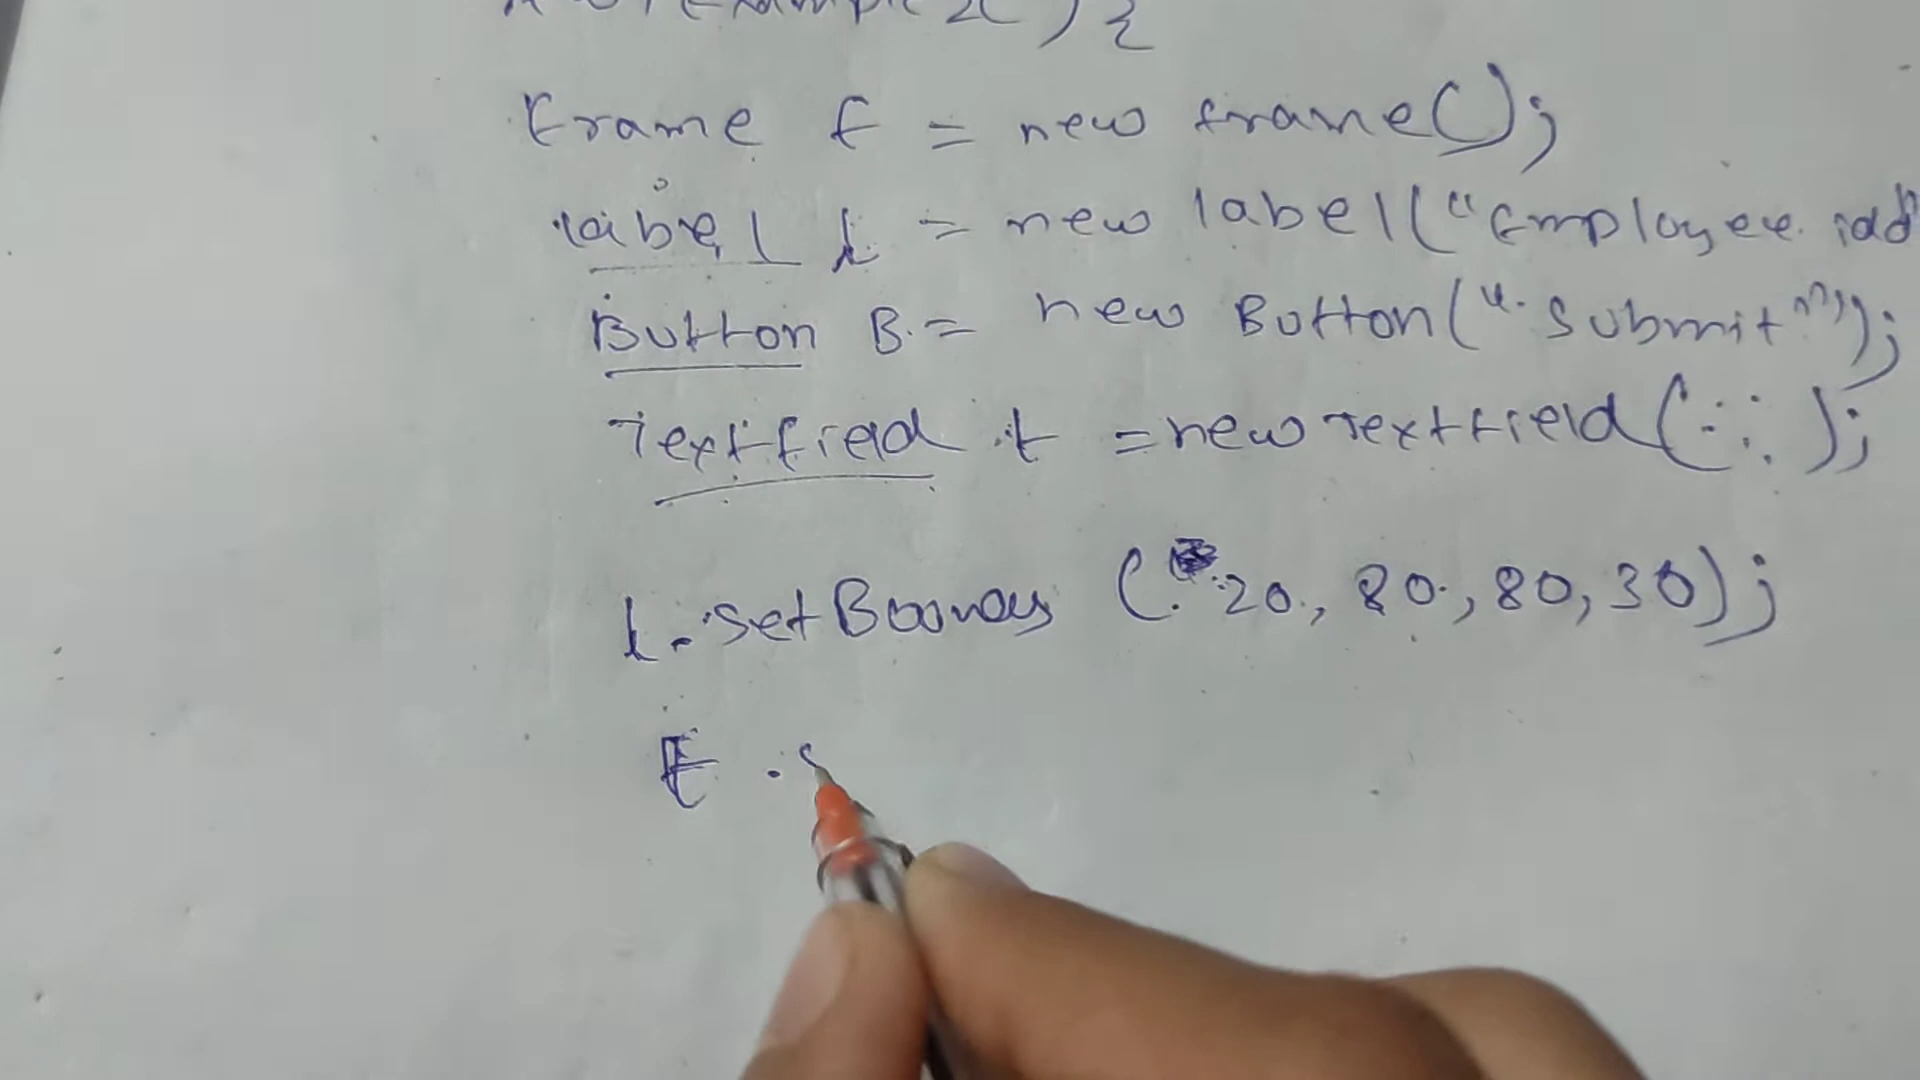 Example2() {
Frame f = new frame();
label l = new label("Employee id
Button B = new Button("Submit");
Textfield t = new Textfield( );
l.setBounds (20, 80, 80, 30);
t .s